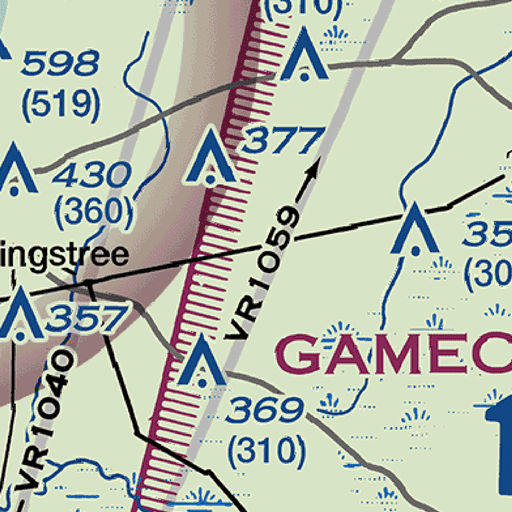 (310)
598
(519)
377
430
(360)
ingstree
VR1059
357
GAMEC
VR1040
369
(310)